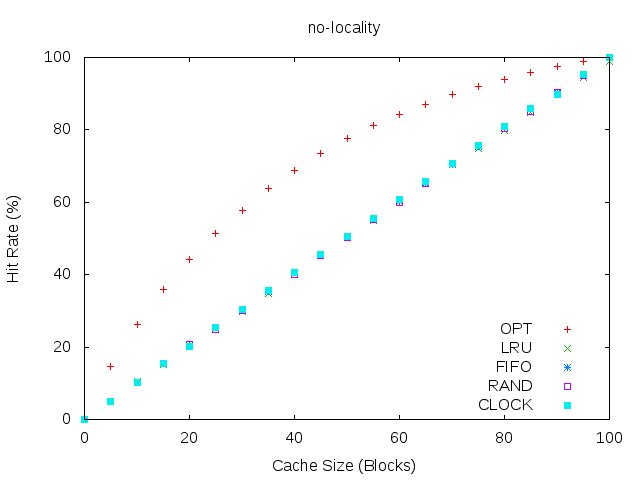 no-locality
100
80
60
40
20
0
Hit Rate (%)
OPT
LRU
FIFO
RAND
CLOCK
0 20 40 60 80 100
Cache Size (Blocks)